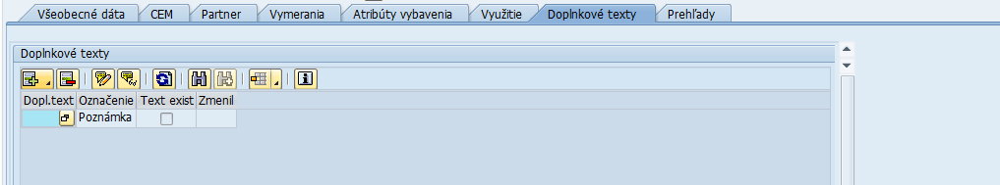 Všeobecné dáta CEM Partner Vymerania Atribúty vybavenia Využitie Doplnkové texty Prehľady
Doplnkové texty
Dopl.text Označenie Text exist Zmenil
Poznámka